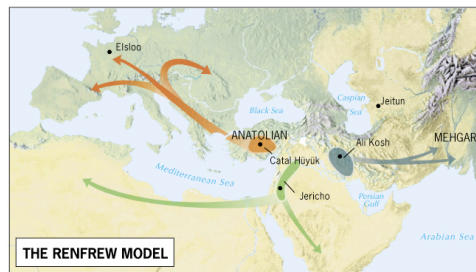 Elsloo
Black Sea
Caspian
Sea
Jeitun
ANATOLIAN
MEHGAR
Ali Kosh
Catal Hüyük
Mediterranean Sea
Jericho
Persian
Gulf
Arabian Sea
THE RENFREW MODEL